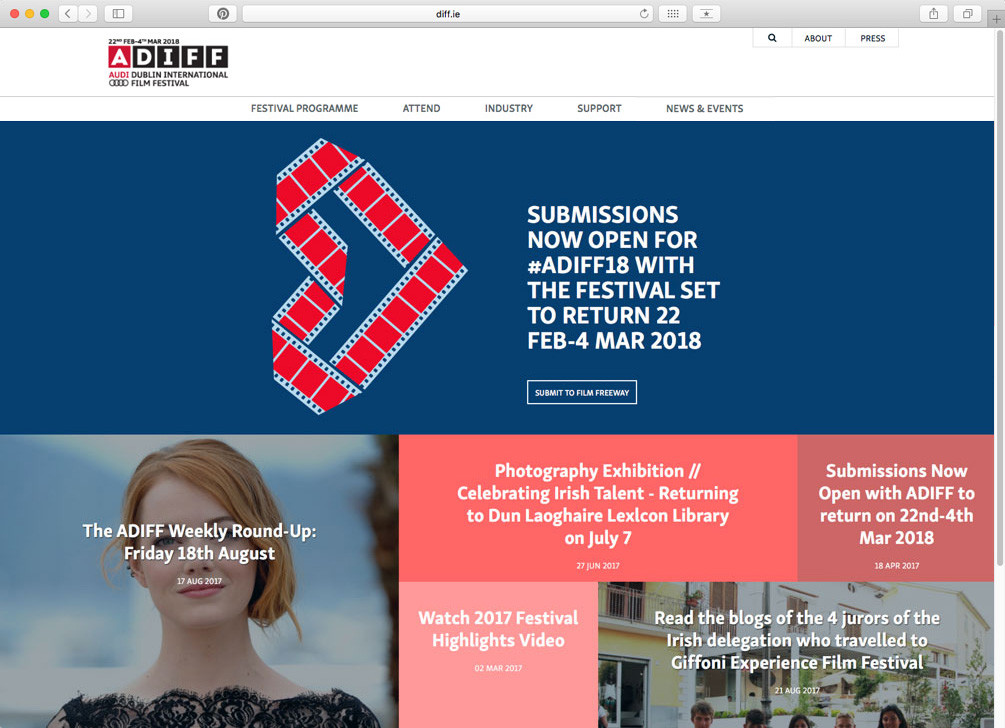 diff.ie
22ND FEB-4TH MAR 2018
ADIFF
AUDI DUBLIN INTERNATIONAL
FILM FESTIVAL
ABOUT
PRESS
FESTIVAL PROGRAMME
ATTEND
INDUSTRY
SUPPORT
NEWS & EVENTS
SUBMISSIONS
NOW OPEN FOR
#ADIFF18 WITH
THE FESTIVAL SET
TO RETURN 22
FEB-4 MAR 2018
SUBMIT TO FILM FREEWAY
The ADIFF Weekly Round-Up:
Friday 18th August
17 AUG 2017
Photography Exhibition //
Celebrating Irish Talent - Returning
to Dun Laoghaire Lexlcon Library
on July 7
27 JUN 2017
Submissions Now
Open with ADIFF to
return on 22nd-4th
Mar 2018
18 APR 2017
Watch 2017 Festival
Highlights Video
02 MAR 2017
Read the blogs of the 4 jurors of the
Irish delegation who travelled to
Giffoni Experience Film Festival
21 AUG 2017